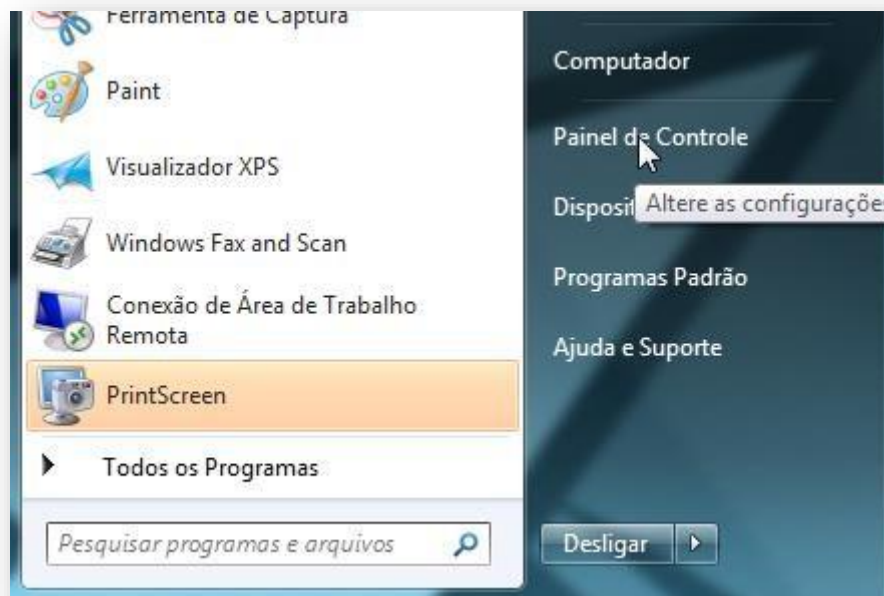 Ferramenta de Captura
Paint
Visualizador XPS
Windows Fax and Scan
Conexão de Área de Trabalho
Remota
PrintScreen
Todos os Programas
Pesquisar programas e arquivos
Computador
Painel de Controle
Altere as configurações
Programas Padrão
Ajuda e Suporte
Desligar